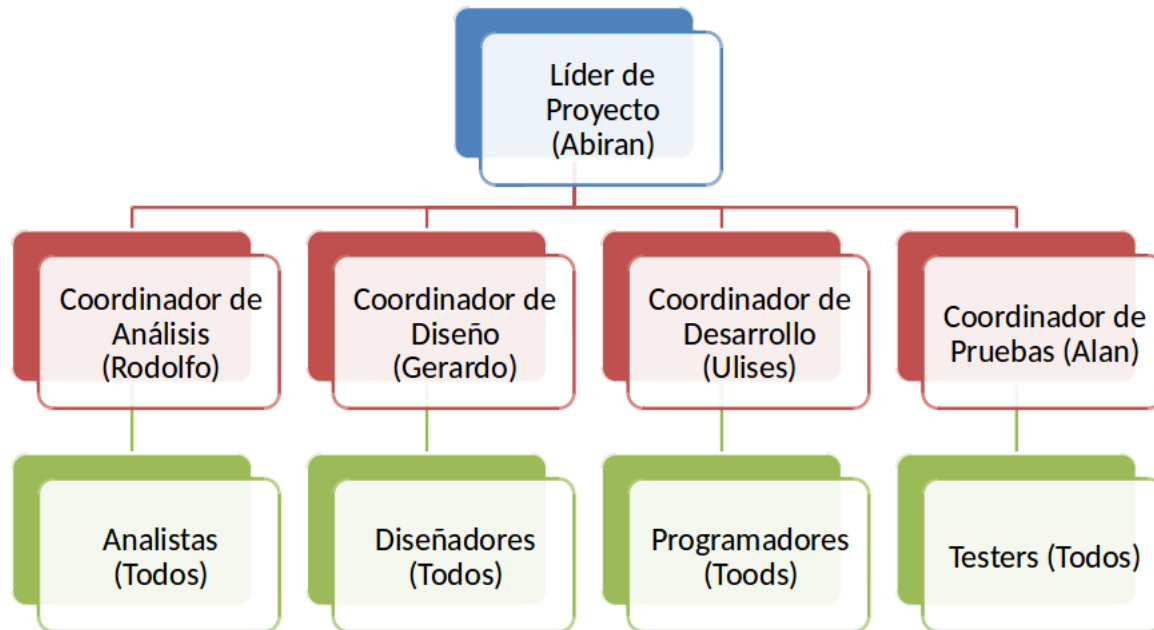 Líder de
Proyecto
(Abiran)
Coordinador de
Análisis
(Rodolfo)
Coordinador de
Diseño
(Gerardo)
Coordinador de
Desarrollo
(Ulises)
Coordinador de
Pruebas (Alan)
Analistas
(Todos)
Diseñadores
(Todos)
Programadores
(Toods)
Testers (Todos)